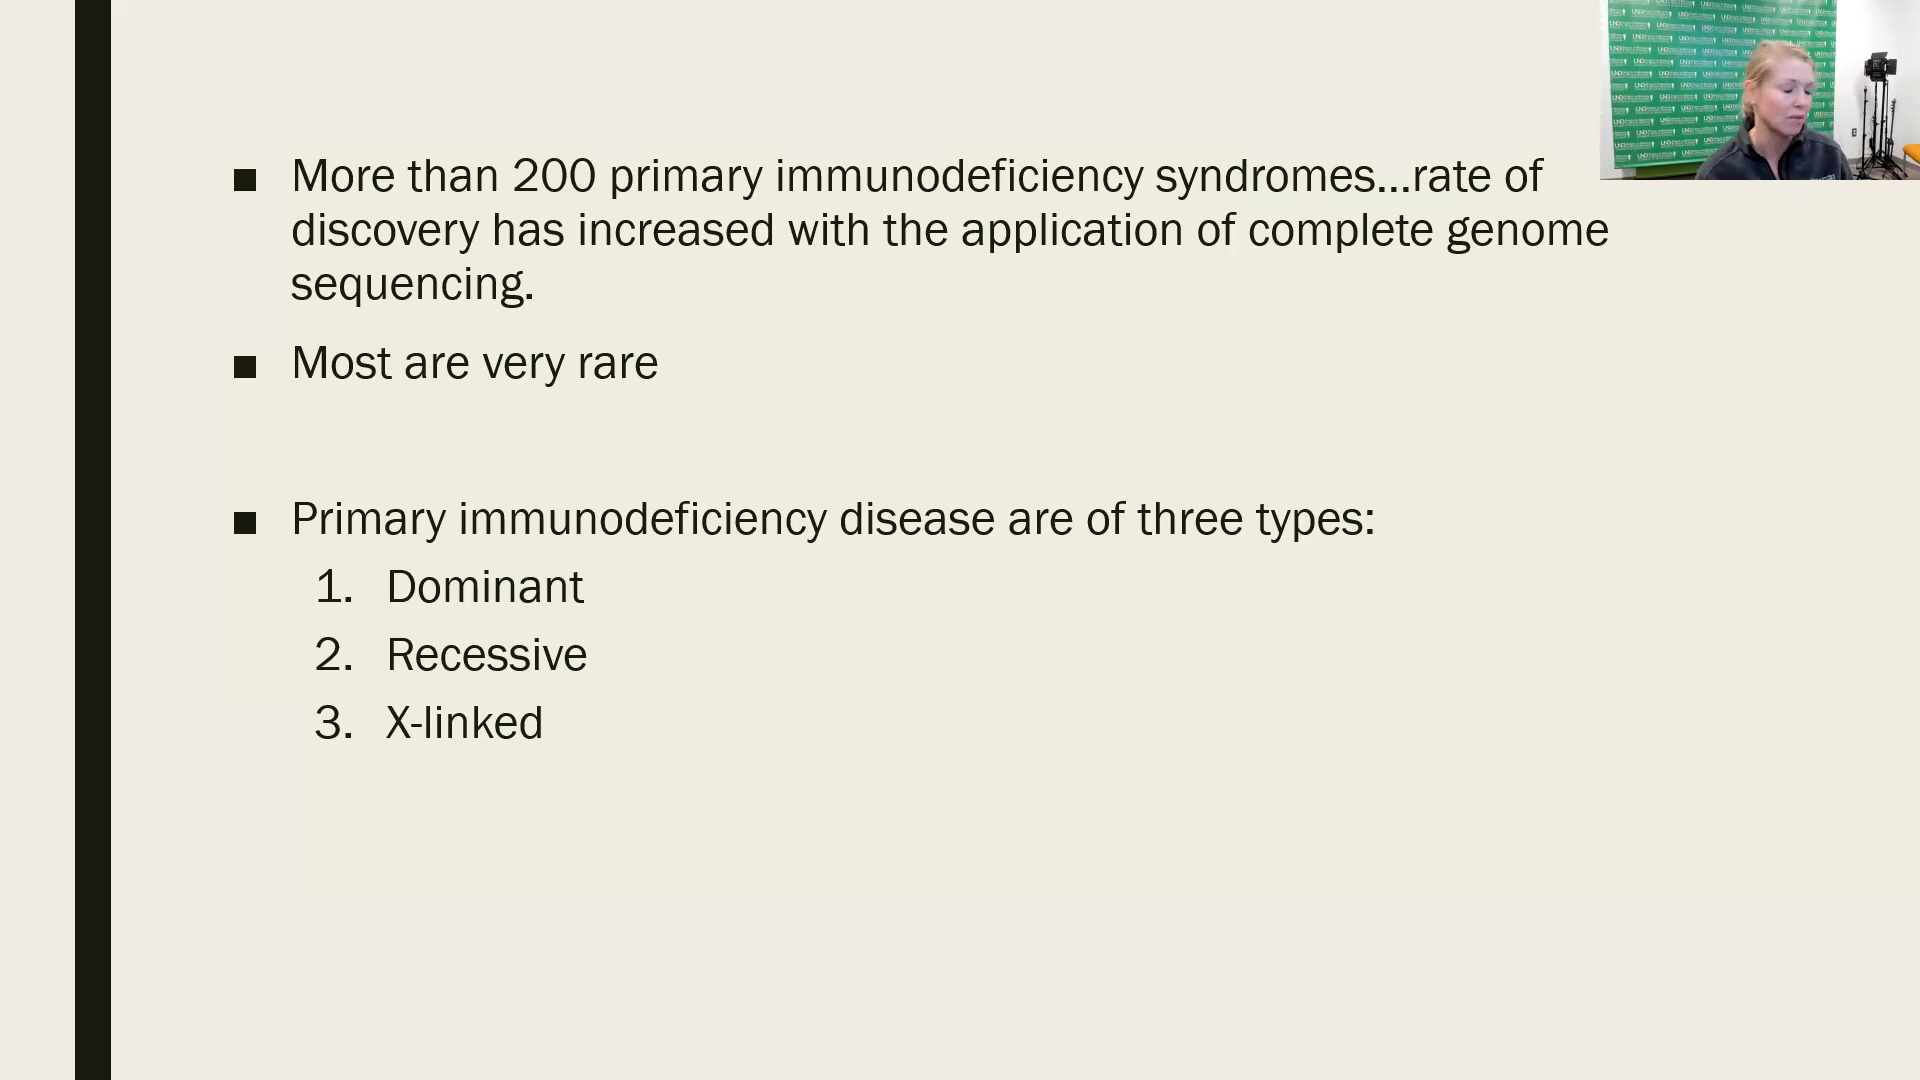 ■ More than 200 primary immunodeficiency syndromes...rate of
discovery has increased with the application of complete genome
sequencing.
■ Most are very rare
■ Primary immunodeficiency disease are of three types:
1. Dominant
2. Recessive
3. X-linked
UND